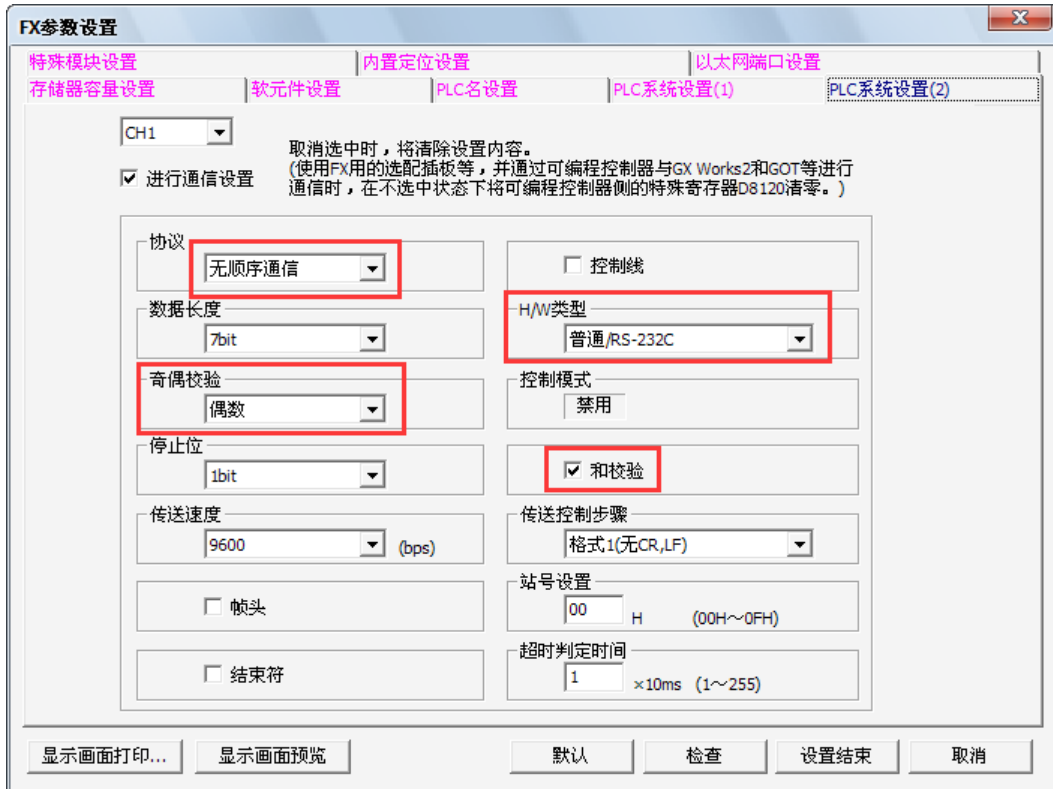 FX参数设置
特殊模块设置
内置定位设置
以太网端口设置
存储器容量设置
软元件设置
PLC名设置
PLC系统设置(1)
PLC系统设置(2)
CH1
取消选中时，将清除设置内容。
(使用FX用的选配插板等，并通过可编程控制器与GX Works2和GOT等进行
通信时，在不选中状态下将可编程控制器侧的特殊寄存器D8120清零。)
进行通信设置
协议
无顺序通信
控制线
数据长度
7bit
H/W类型
普通/RS-232C
奇偶校验
偶数
控制模式
禁用
停止位
1bit
和校验
传送速度
9600
(bps)
传送控制步骤
格式1(无CR,LF)
帧头
站号设置
00
H
(00H～0FH)
结束符
超时判定时间
1
×10ms (1～255)
显示画面打印...
显示画面预览
默认
检查
设置结束
取消